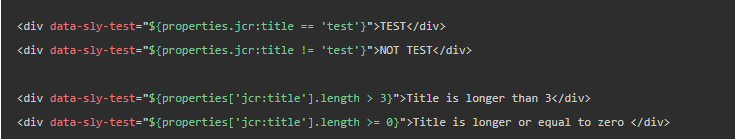 <div data-sly-test="${properties.jcr:title == 'test'}">TEST</div>
<div data-sly-test="${properties.jcr:title != 'test'}">NOT TEST</div>
<div data-sly-test="${properties['jcr:title'].length > 3}">Title is longer than 3</div>
<div data-sly-test="${properties['jcr:title'].length >= 0}">Title is longer or equal to zero </div>